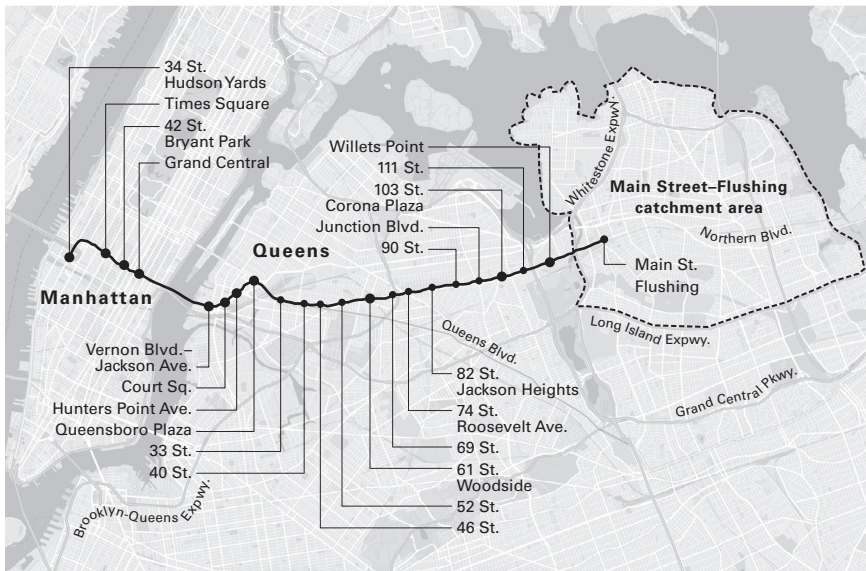 34 St.
Hudson Yards
Times Square
42 St.
Bryant Park
Grand Central
Willets Point
111 St.
103 St.
Corona Plaza
Junction Blvd.
90 St.
Whitestone Expwy.
Main Street–Flushing
catchment area
Northern Blvd.
Queens
Manhattan
Main St.
Flushing
Long Island Expwy.
Queens Blvd.
Grand Central Pkwy.
Vernon Blvd.–
Jackson Ave.
Court Sq.
Hunters Point Ave.
Queensboro Plaza
33 St.
40 St.
Brooklyn-Queens Expwy.
82 St.
Jackson Heights
74 St.
Roosevelt Ave.
69 St.
61 St.
Woodside
52 St.
46 St.